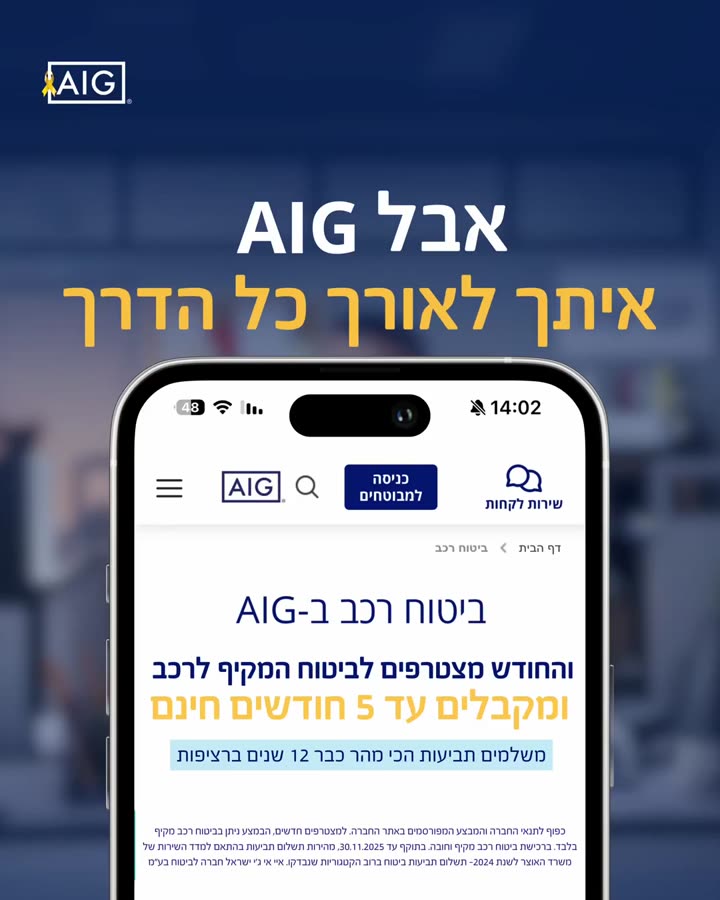 AIG
אבל AIG
איתך לאורך כל הדרך
48
14:02
AIG
כניסה
למבוטחים
שירות לקחות
דף הבית > ביטוח רכב
ביטוח רכב ב-AIG
והחודש מצטרפים לביטוח המקיף לרכב
ומקבלים עד 5 חודשים חינם
משלמים תביעות הכי מהר כבר 12 שנים ברציפות
כפוף לתנאי החברה והמבצע המפורסמים באתר החברה. למצטרפים חדשים, הבמצע ניתן בביטוח רכב מקיף
בלבד. ברכישת ביטוח רכב מקיף וחובה. בתוקף עד 30.11.2025, מהירות תשלום תביעות בהתאם למדד השירות של
משרד האוצר לשנת 2024- תשלום תביעות ביטוח ברוב הקטגוריות שנבדקו. איי אי ג׳י ישראל חברה לביטוח בע״מ